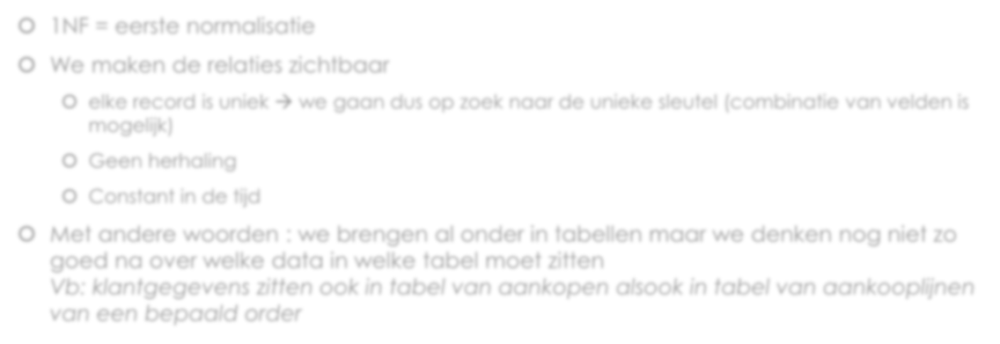 1NF = eerste normalisatie
We maken de relaties zichtbaar
elke record is uniek → we gaan dus op zoek naar de unieke sleutel (combinatie van velden is
mogelijk)
Geen herhaling
Constant in de tijd
Met andere woorden : we brengen al onder in tabellen maar we denken nog niet zo
goed na over welke data in welke tabel moet zitten
Vb: klantgegevens zitten ook in tabel van aankopen alsook in tabel van aankooplijnen
van een bepaald order